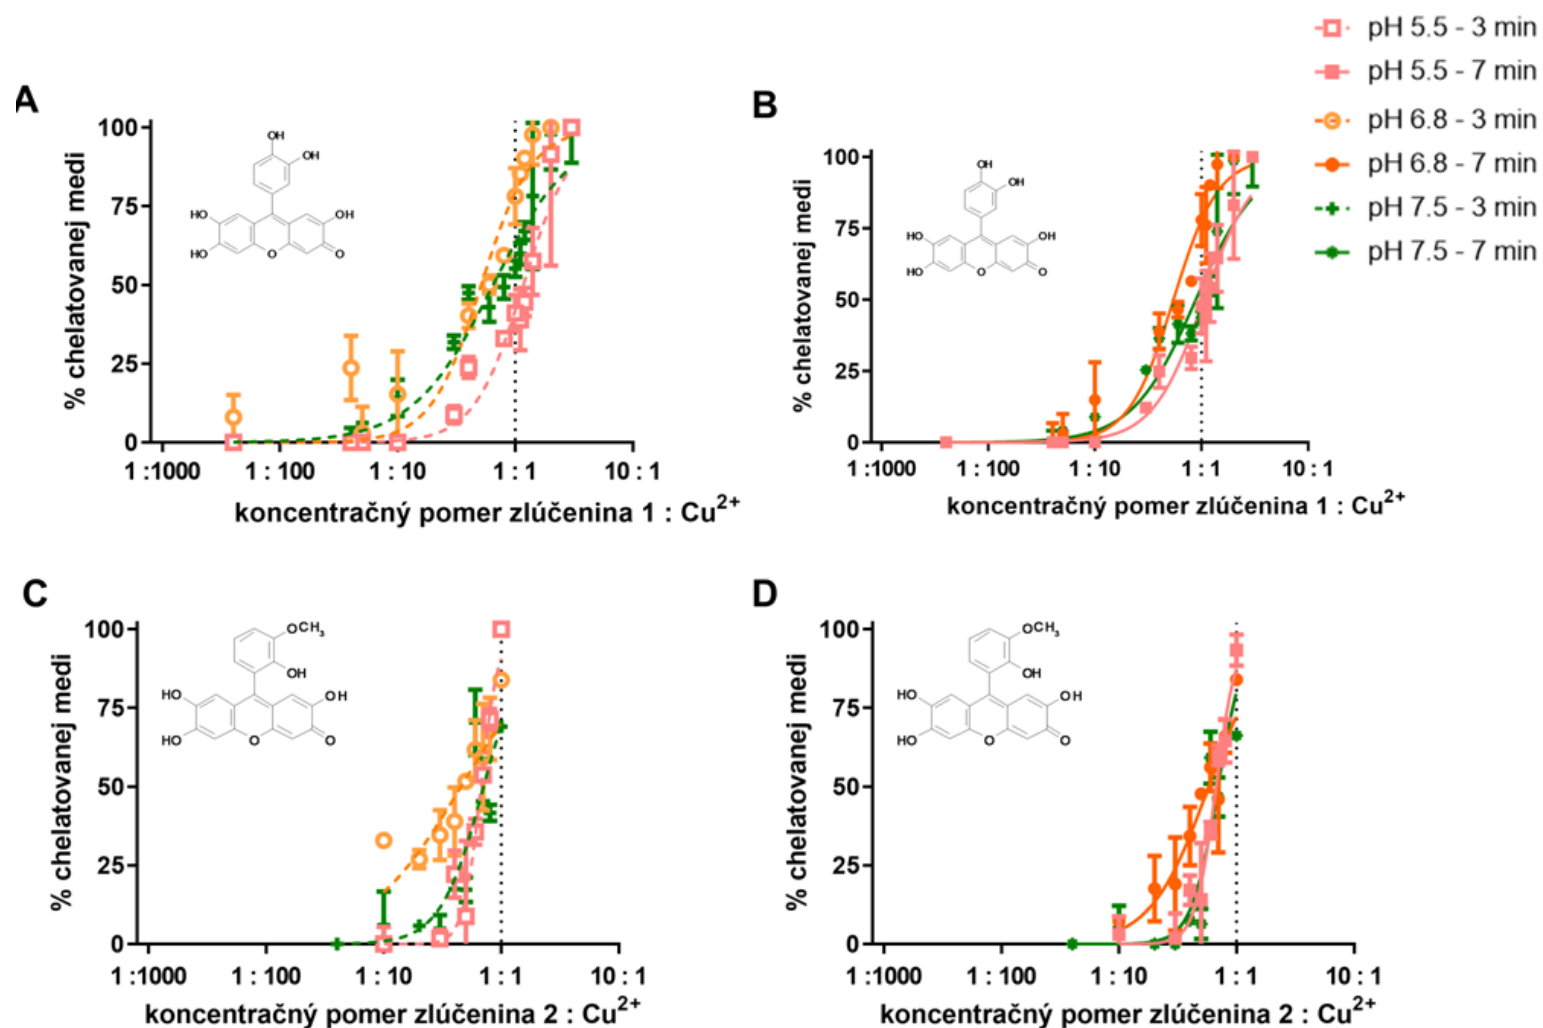 pH 5.5 - 3 min
pH 5.5 - 7 min
pH 6.8 - 3 min
pH 6.8 - 7 min
pH 7.5 - 3 min
pH 7.5 - 7 min
A
% chelatovanej medi
100
75
50
25
0
1 :1000
1 : 100
1 : 10
1 : 1
10 : 1
koncentračný pomer zlúčenina 1 : Cu2+
OH
OH
HO
OH
HO
O
O
B
% chelatovanej medi
100
75
50
25
0
1 :1000
1 : 100
1 : 10
1 : 1
10 : 1
koncentračný pomer zlúčenina 1 : Cu2+
OH
OH
HO
OH
HO
O
O
C
% chelatovanej medi
100
75
50
25
0
1 :1000
1 : 100
1 : 10
1 : 1
10 : 1
koncentračný pomer zlúčenina 2 : Cu2+
OCH3
OH
HO
OH
HO
O
O
D
% chelatovanej medi
100
75
50
25
0
1 :1000
1 : 100
1 : 10
1 : 1
10 : 1
koncentračný pomer zlúčenina 2 : Cu2+
OCH3
OH
HO
OH
HO
O
O